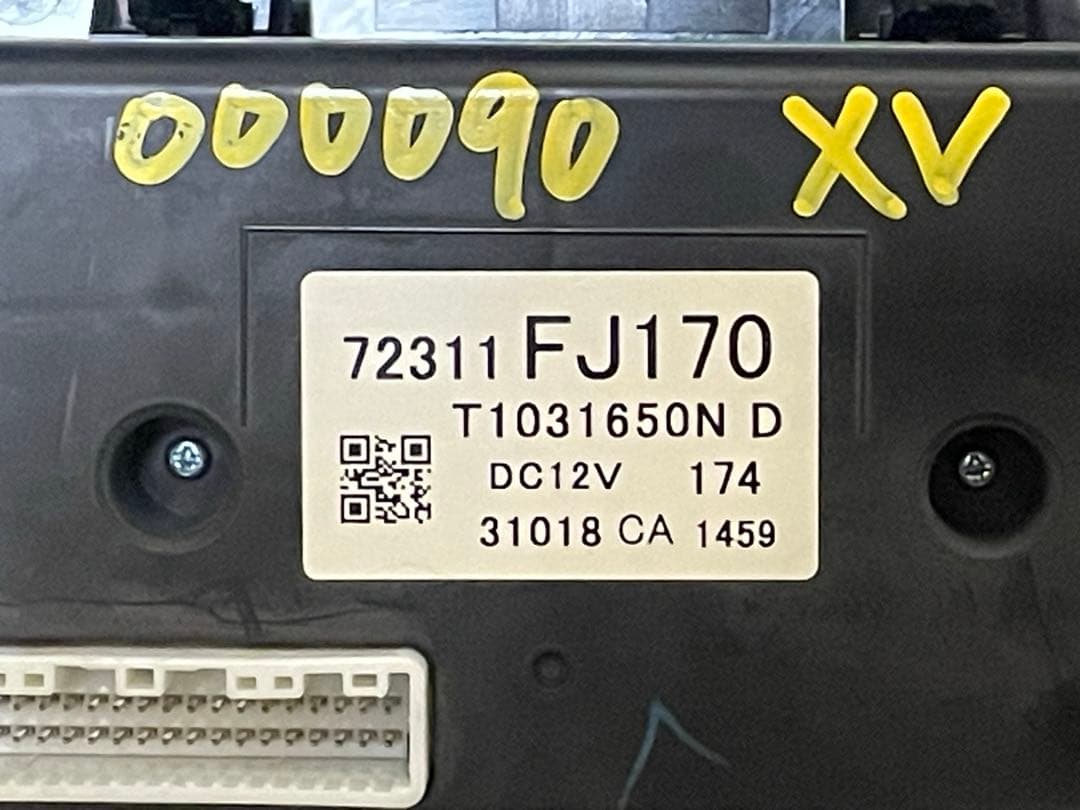 000090 XV
72311 FJ170
T1031650N D
DC12V 174
31018 CA 1459